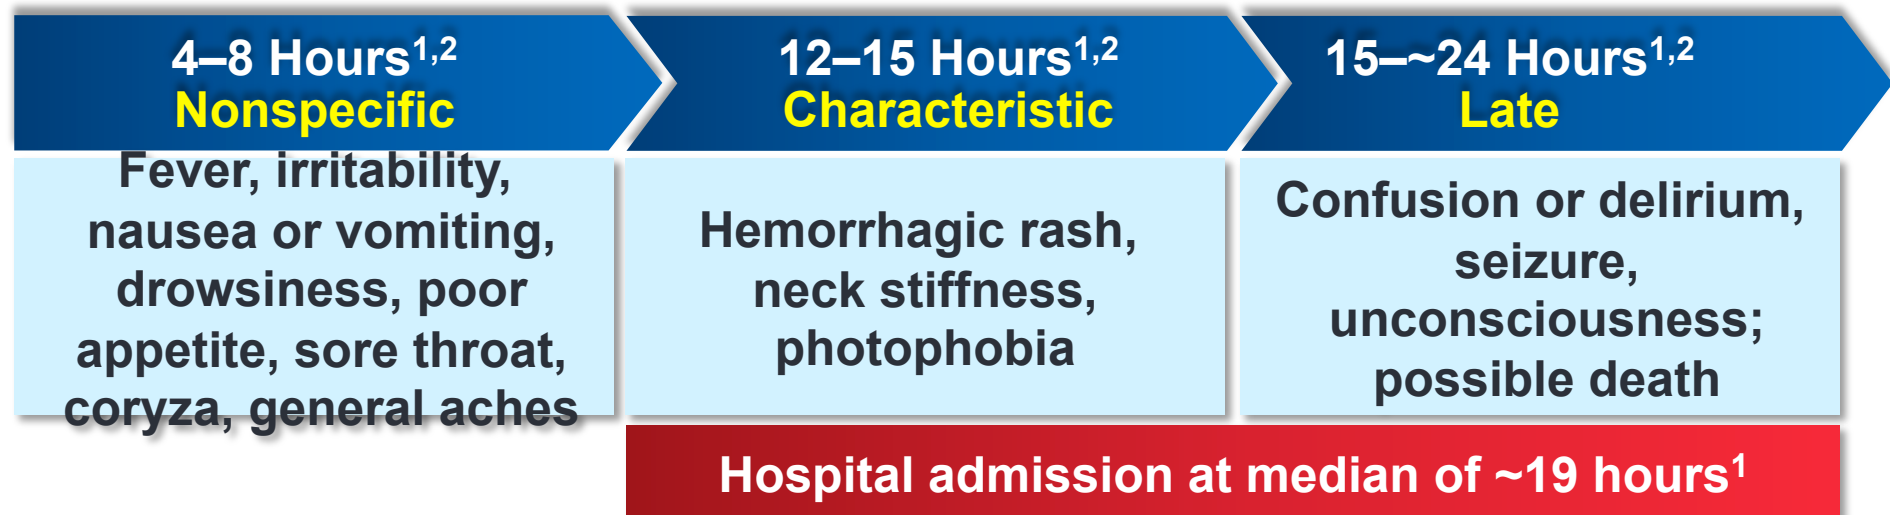 4–8 Hours1,2
Nonspecific
Fever, irritability,
nausea or vomiting,
drowsiness, poor
appetite, sore throat,
coryza, general aches
12–15 Hours1,2
Characteristic
Hemorrhagic rash,
neck stiffness,
photophobia
15–~24 Hours1,2
Late
Confusion or delirium,
seizure,
unconsciousness;
possible death
Hospital admission at median of ~19 hours1